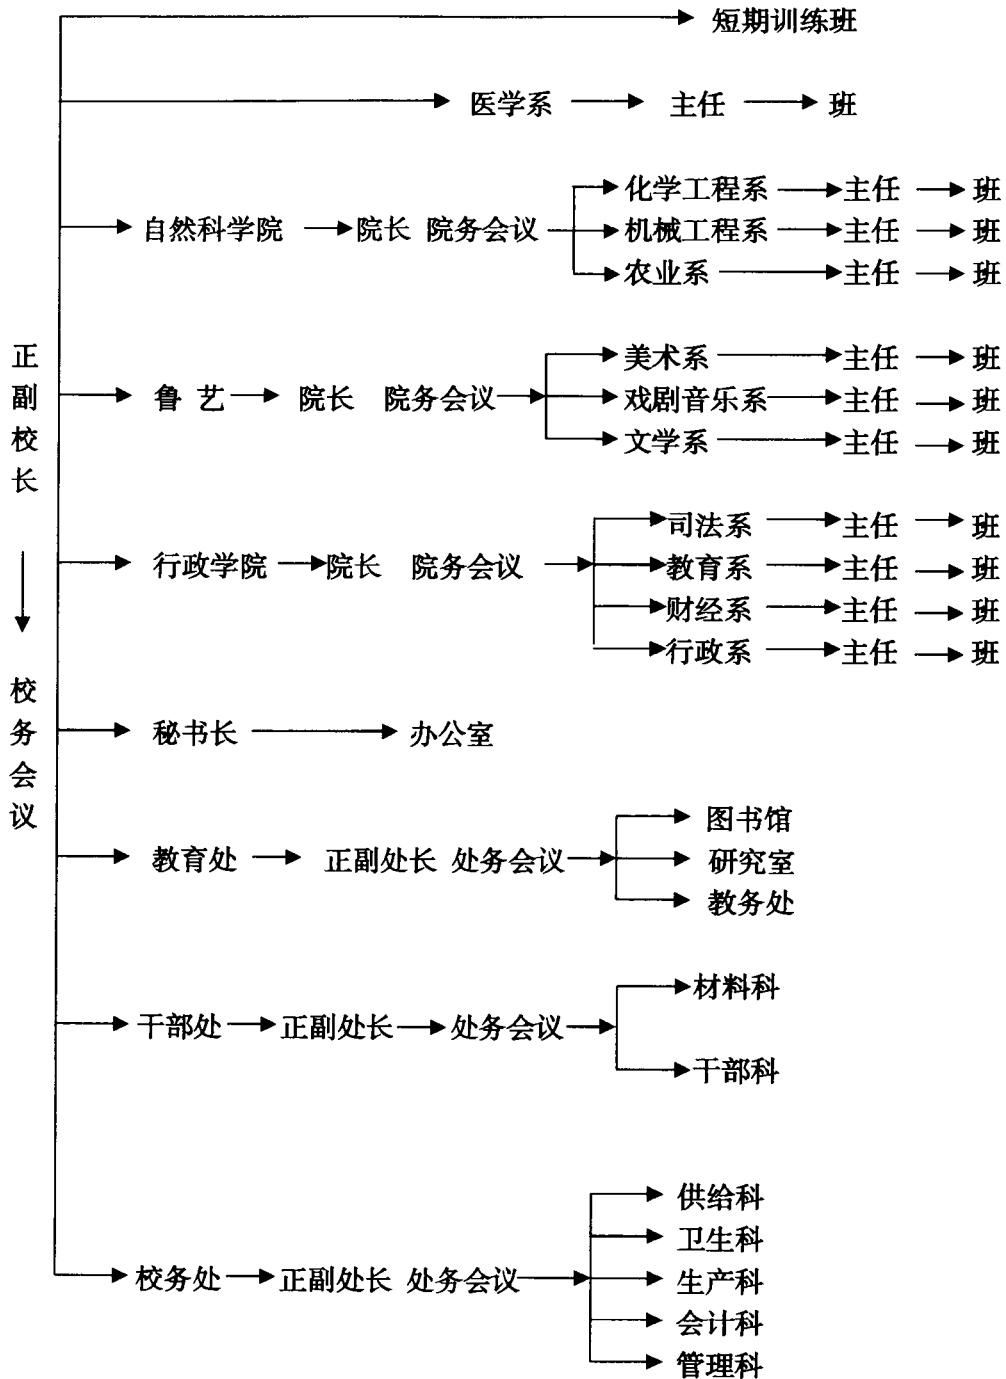 短期训练班
医学系 主任 班
化学工程系 主任 班
自然科学院 院长 院务会议 机械工程系 主任 班
农业系 主任 班
正副校长
校务会议
美术系 主任 班
鲁 艺 院长 院务会议 戏剧音乐系 主任 班
文学系 主任 班
司法系 主任 班
行政学院 院长 院务会议 教育系 主任 班
财经系 主任 班
行政系 主任 班
秘书长 办公室
图书馆
教育处 正副处长 处务会议 研究室
教务处
材料科
干部处 正副处长 处务会议
干部科
供给科
卫生科
校务处 正副处长 处务会议 生产科
会计科
管理科